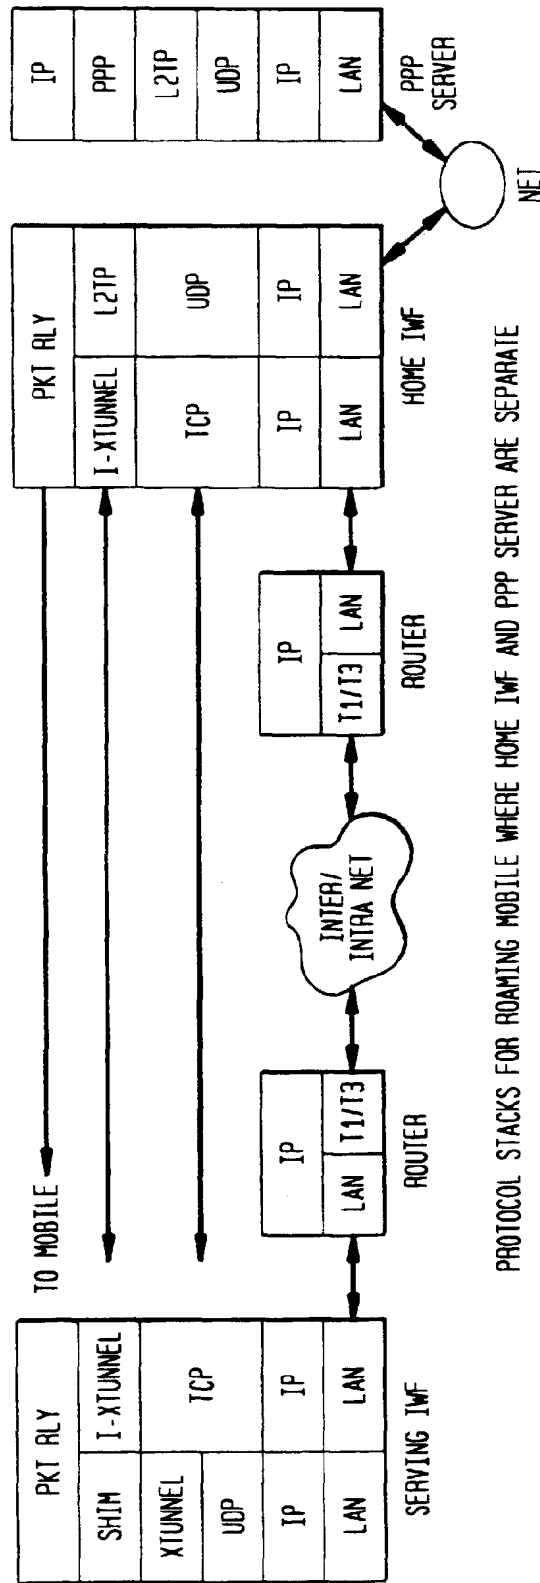 PKT RLY
SHIM
I-XTUNNEL
XTUNNEL
TCP
UDP
IP
IP
LAN
LAN
SERVING IWF
TO MOBILE
IP
LAN
T1/T3
ROUTER
INTER/
INTRA NET
IP
T1/T3
LAN
ROUTER
PKT RLY
I-XTUNNEL
L2TP
TCP
UDP
IP
IP
LAN
LAN
HOME IWF
NET
IP
PPP
L2TP
UDP
IP
LAN
PPP
SERVER
PROTOCOL STACKS FOR ROAMING MOBILE WHERE HOME IWF AND PPP SERVER ARE SEPARATE